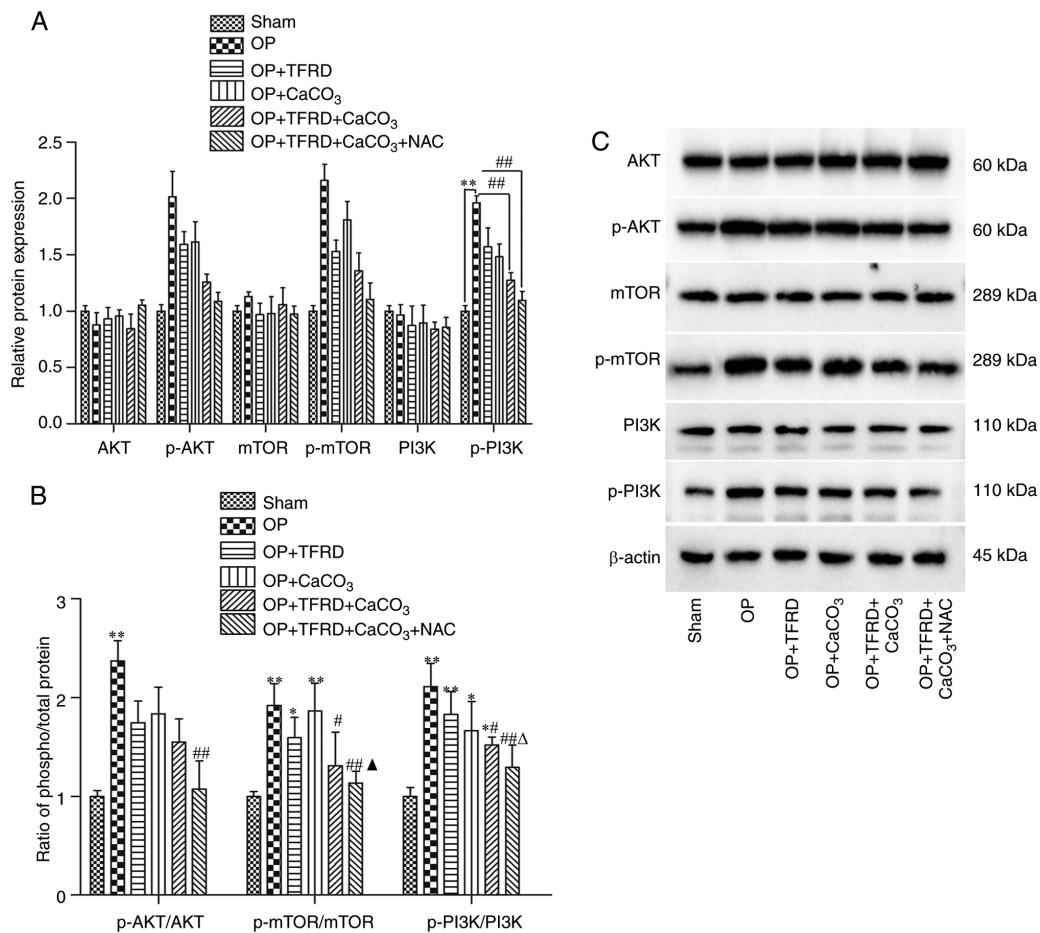 A
Sham
OP
OP+TFRD
OP+CaCO₃
OP+TFRD+CaCO₃
OP+TFRD+CaCO₃+NAC
Relative protein expression
2.5
2.0
1.5
1.0
0.5
0.0
** ## ##
AKT p-AKT mTOR p-mTOR PI3K p-PI3K
B
Sham
OP
OP+TFRD
OP+CaCO₃
OP+TFRD+CaCO₃
OP+TFRD+CaCO₃+NAC
Ratio of phospho/total protein
3
2
1
0
** ##
** * ** # ## ▲
** ** * *# ##Δ
p-AKT/AKT p-mTOR/mTOR p-PI3K/PI3K
C
AKT 60 kDa
p-AKT 60 kDa
mTOR 289 kDa
p-mTOR 289 kDa
PI3K 110 kDa
p-PI3K 110 kDa
β-actin 45 kDa
Sham
OP
OP+TFRD
OP+CaCO₃
OP+TFRD+
CaCO₃
OP+TFRD+
CaCO₃+NAC